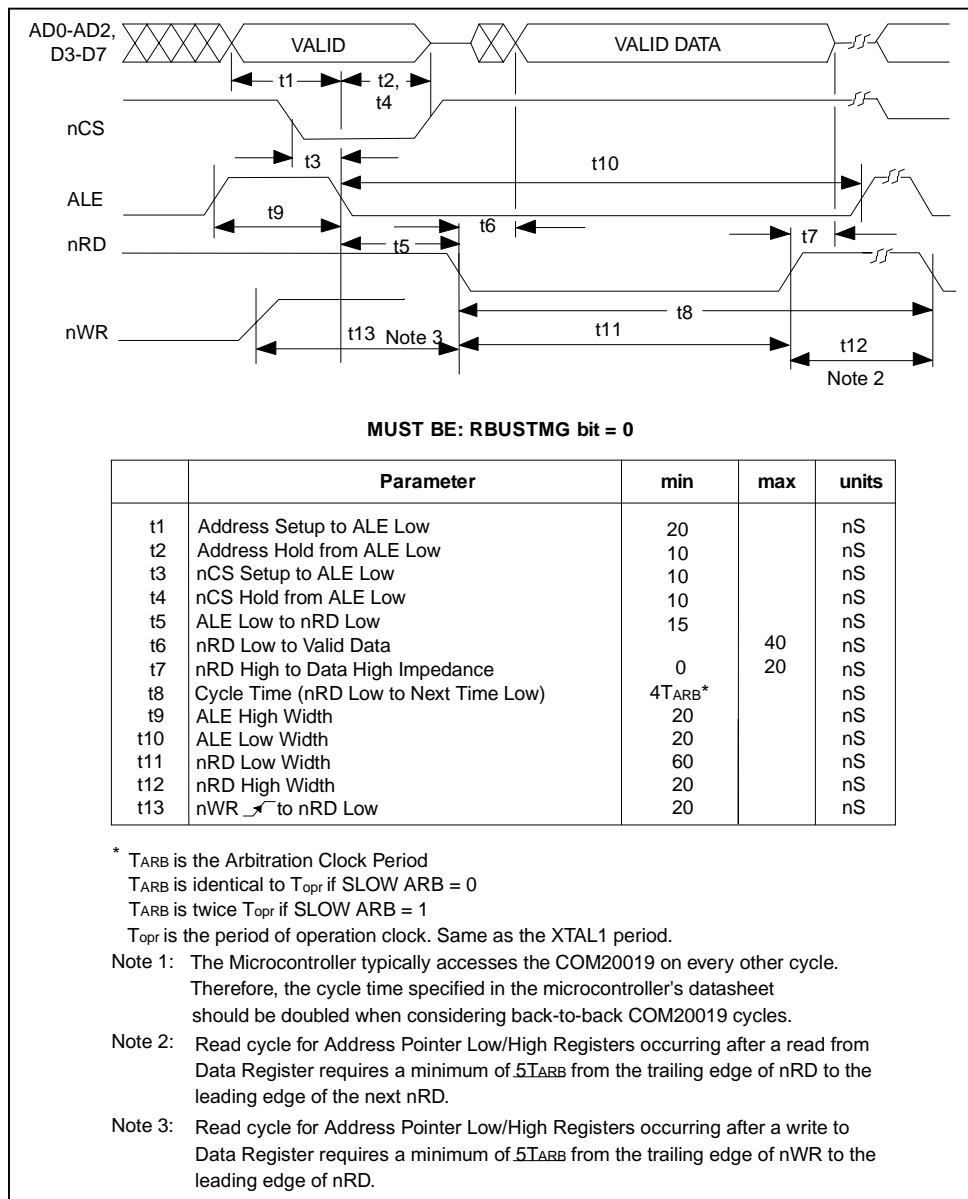 AD0-AD2,
D3-D7
VALID
VALID DATA
t1
t2,
t4
nCS
t3
t10
ALE
t9
t6
nRD
t5
t7
t8
nWR
t13 Note 3
t11
t12
Note 2
MUST BE: RBUSTMG bit = 0
Parameter min max units
t1 Address Setup to ALE Low 20 nS
t2 Address Hold from ALE Low 10 nS
t3 nCS Setup to ALE Low 10 nS
t4 nCS Hold from ALE Low 10 nS
t5 ALE Low to nRD Low 15 nS
t6 nRD Low to Valid Data 40 nS
t7 nRD High to Data High Impedance 0 20 nS
t8 Cycle Time (nRD Low to Next Time Low) 4TARB* nS
t9 ALE High Width 20 nS
t10 ALE Low Width 20 nS
t11 nRD Low Width 60 nS
t12 nRD High Width 20 nS
t13 nWR to nRD Low 20 nS
* TARB is the Arbitration Clock Period
TARB is identical to Topr if SLOW ARB = 0
TARB is twice Topr if SLOW ARB = 1
Topr is the period of operation clock. Same as the XTAL1 period.
Note 1: The Microcontroller typically accesses the COM20019 on every other cycle.
Therefore, the cycle time specified in the microcontroller's datasheet
should be doubled when considering back-to-back COM20019 cycles.
Note 2: Read cycle for Address Pointer Low/High Registers occurring after a read from
Data Register requires a minimum of 5TARB from the trailing edge of nRD to the
leading edge of the next nRD.
Note 3: Read cycle for Address Pointer Low/High Registers occurring after a write to
Data Register requires a minimum of 5TARB from the trailing edge of nWR to the
leading edge of nRD.